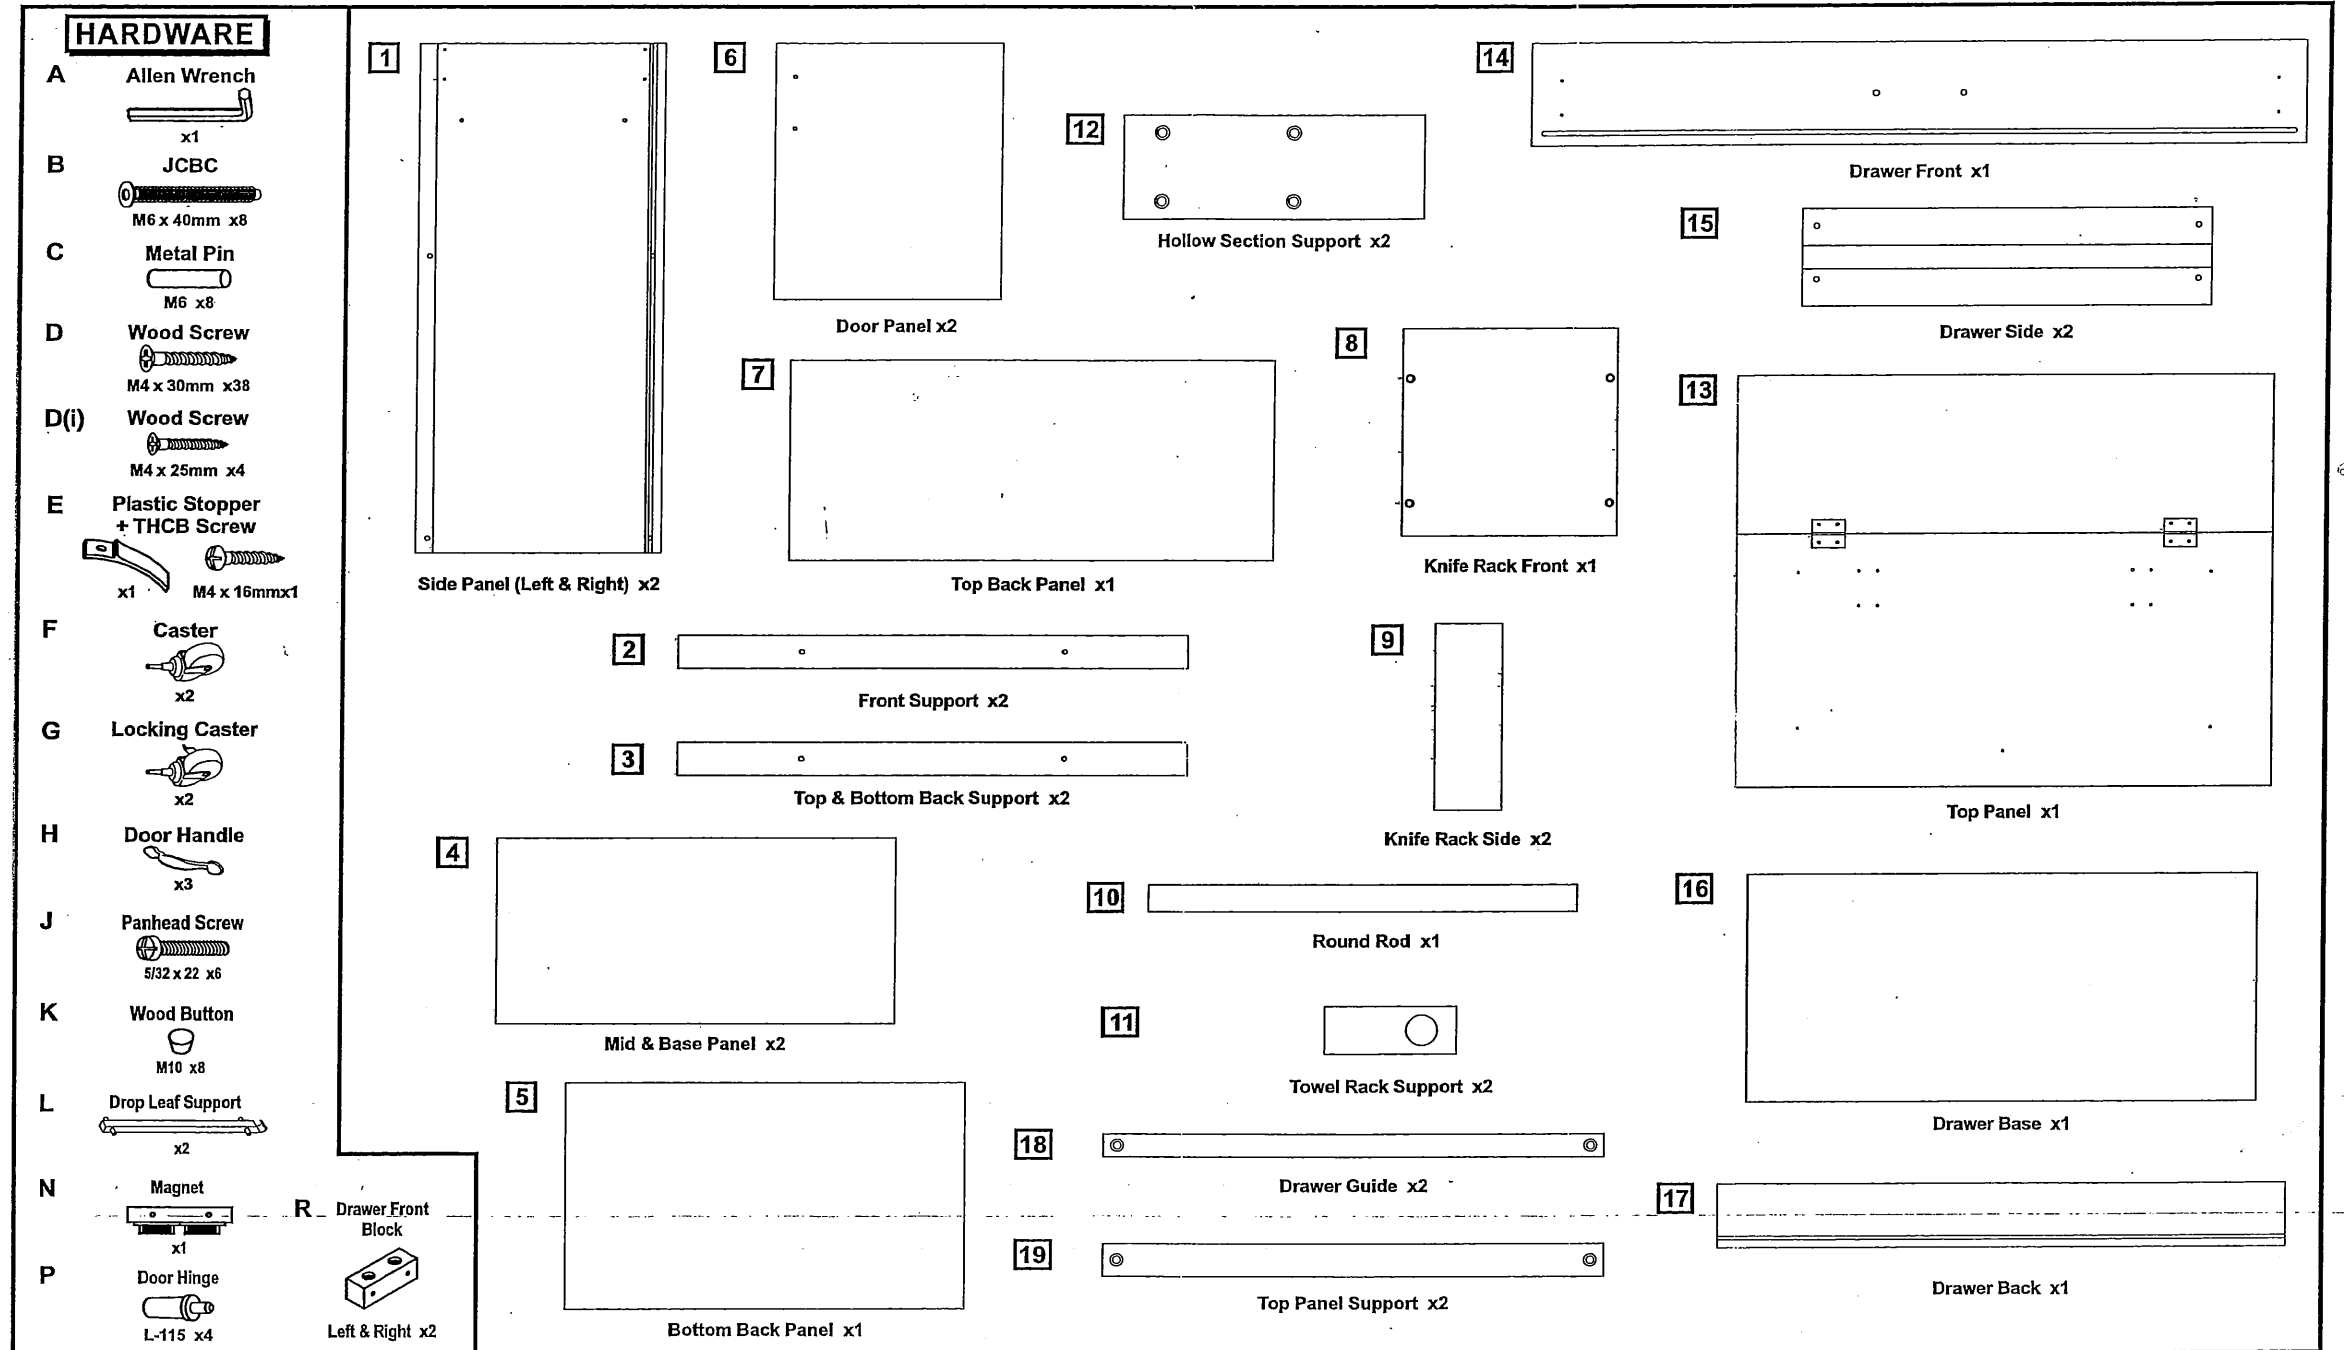 HARDWARE
A
Allen Wrench
x1
B
JCBC
M6 x 40mm x8
C
Metal Pin
M6 x8
D
Wood Screw
M4 x 30mm x38
D(i)
Wood Screw
M4 x 25mm x4
E
Plastic Stopper
+ THCB Screw
x1
M4 x 16mmx1
F
Caster
x2
G
Locking Caster
x2
H
Door Handle
x3
J
Panhead Screw
5/32 x 22 x6
K
Wood Button
M10 x8
L
Drop Leaf Support
x2
N
Magnet
x1
P
Door Hinge
L-115 x4
R
Drawer Front
Block
Left & Right x2
1
Side Panel (Left & Right) x2
6
Door Panel x2
7
Top Back Panel x1
2
Front Support x2
3
Top & Bottom Back Support x2
4
Mid & Base Panel x2
5
Bottom Back Panel x1
12
Hollow Section Support x2
8
Knife Rack Front x1
9
Knife Rack Side x2
10
Round Rod x1
11
Towel Rack Support x2
18
Drawer Guide x2
19
Top Panel Support x2
14
Drawer Front x1
15
Drawer Side x2
13
Top Panel x1
16
Drawer Base x1
17
Drawer Back x1